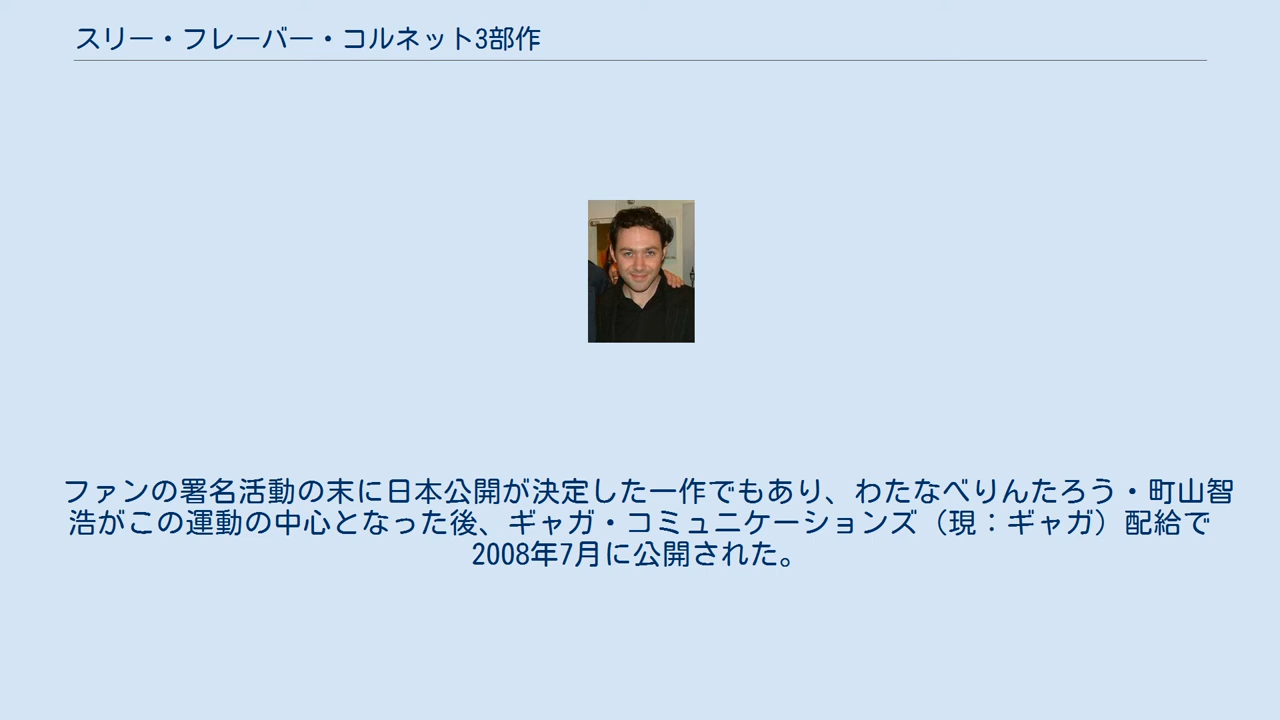 スリー・フレーバー・コルネット3部作
ファンの署名活動の末に日本公開が決定した一作でもあり、わたなべりんたろう・町山智
浩がこの運動の中心となった後、ギャガ・コミュニケーションズ（現：ギャガ）配給で
2008年7月に公開された。